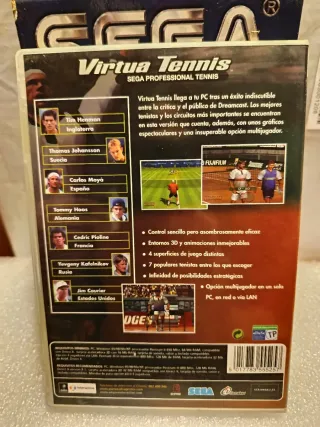 SEGA
®
Virtua Tennis
SEGA PROFESSIONAL TENNIS
Tim Henman
Inglaterra
Thomas Johansson
Suecia
Carlos Moyá
España
Tommy Haas
Alemania
Cedric Pioline
Francia
Yevgeny Kafelnikov
Rusia
Jim Courier
Estados Unidos
Virtua Tennis llega a tu PC tras un éxito indiscutible
entre la crítica y el público de Dreamcast. Los mejores
tenistas y los circuitos más importantes se encuentran
en este versión que cuenta, además, con unos gráficos
espectaculares y una insuperable opción multijugador.
FUJIFILM
• Control sencillo pero asombrosamente eficaz
• Entornos 3D y animaciones inmejorables
• 4 superficies de juego distintas
• 7 populares tenistas entre los que escoger
• Infinidad de posibilidades estratégicas
• Opción multijugador en un solo
PC, en red o vía LAN
TP
SEGA